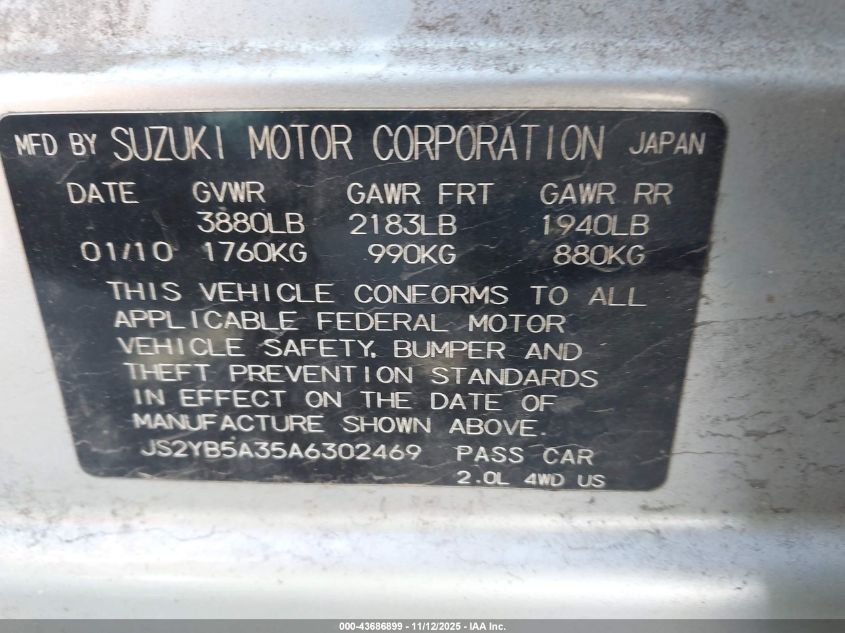 MFD BY SUZUKI MOTOR CORPORATION JAPAN
DATE GVWR GAWR FRT GAWR RR
3880LB 2183LB 1940LB
01/10 1760KG 990KG 880KG
THIS VEHICLE CONFORMS TO ALL
APPLICABLE FEDERAL MOTOR
VEHICLE SAFETY, BUMPER AND
THEFT PREVENTION STANDARDS
IN EFFECT ON THE DATE OF
MANUFACTURE SHOWN ABOVE.
JS2YB5A35A6302469 PASS CAR
2.0L 4WD US
000-43686899 - 11/12/2025 - IAA Inc.